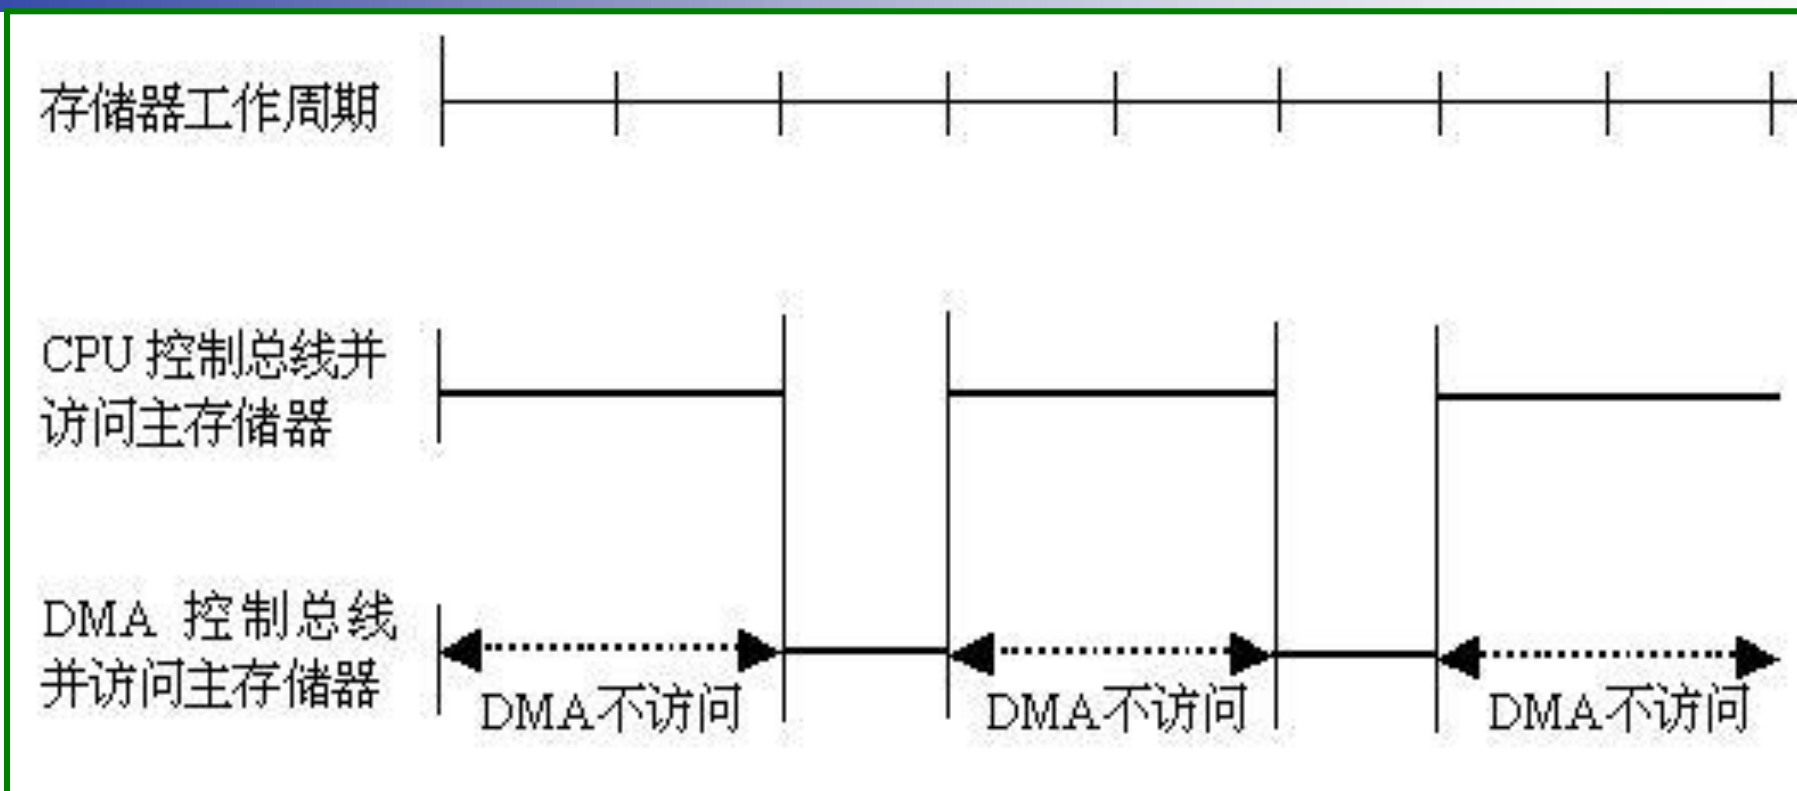 存储器工作周期
CPU 控制总线并
访问主存储器
DMA 控制总线
并访问主存储器
DMA不访问
DMA不访问
DMA不访问